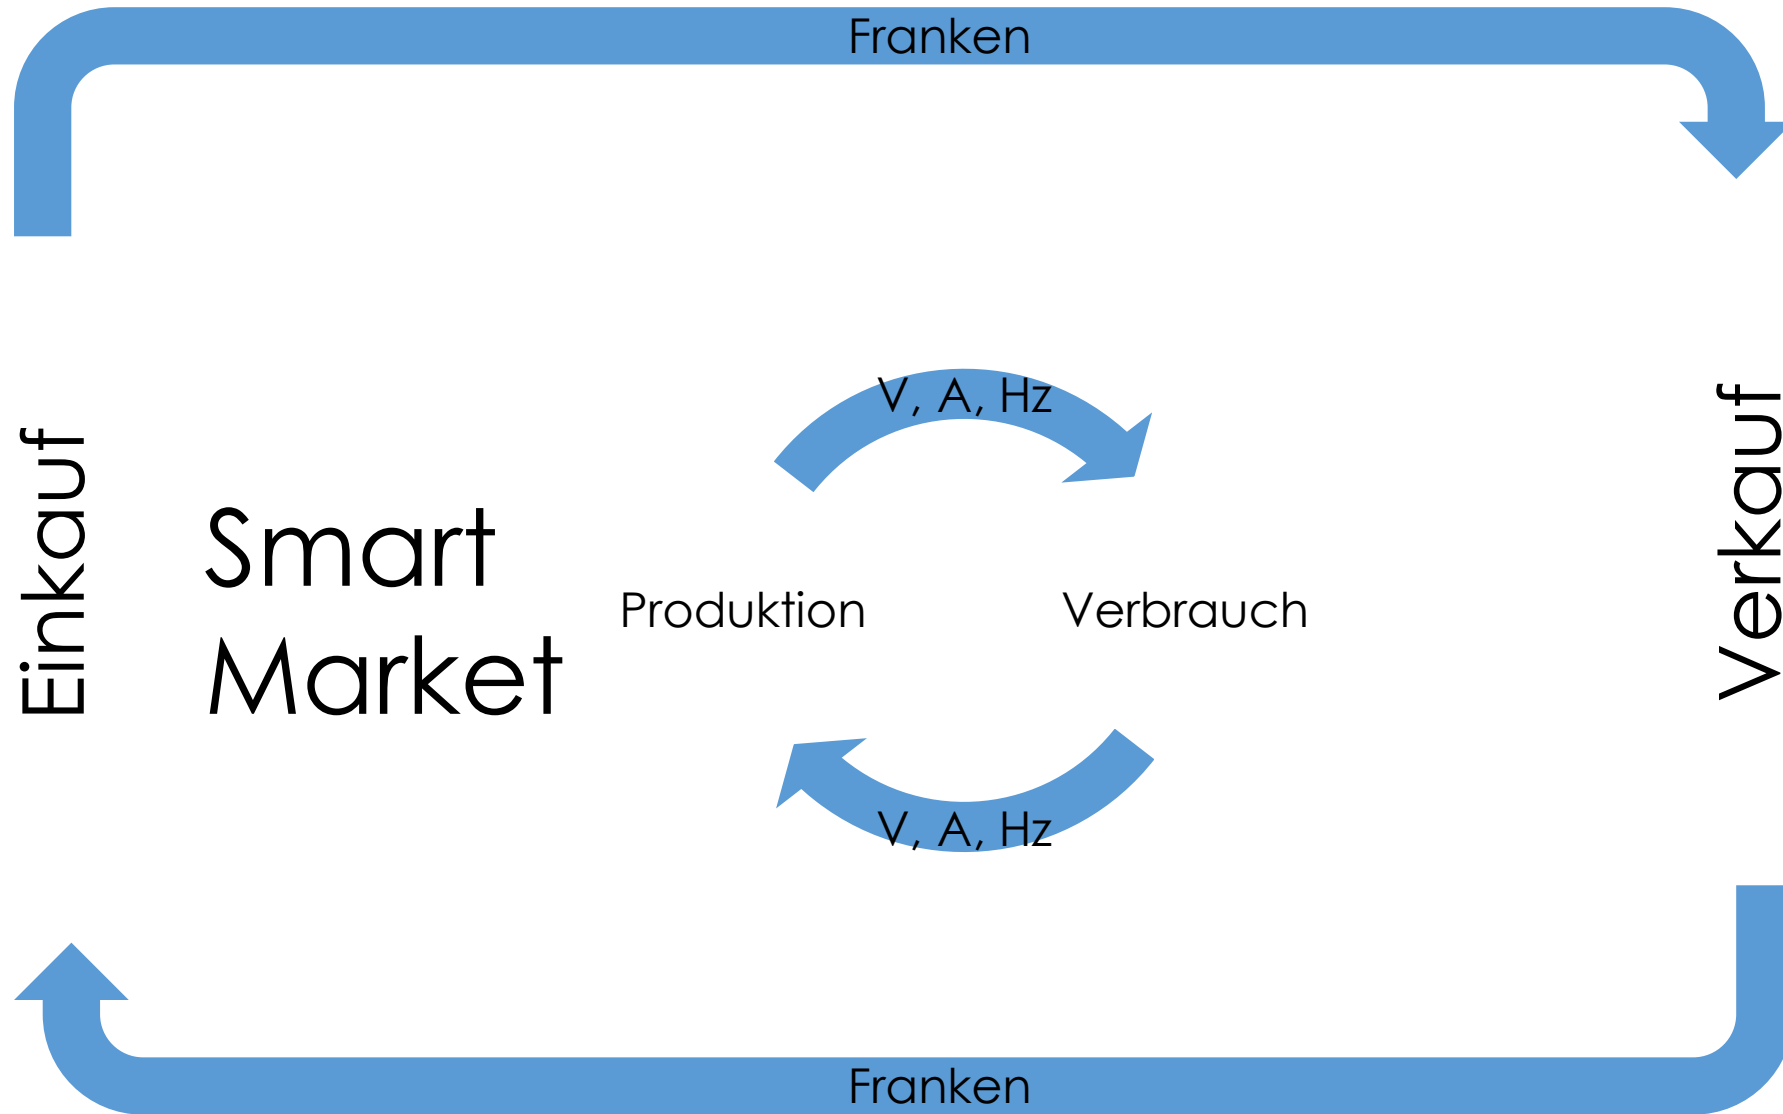 Franken
V, A, Hz
Einkauf
Smart
Market
Produktion
Verbrauch
Verkauf
V, A, Hz
Franken